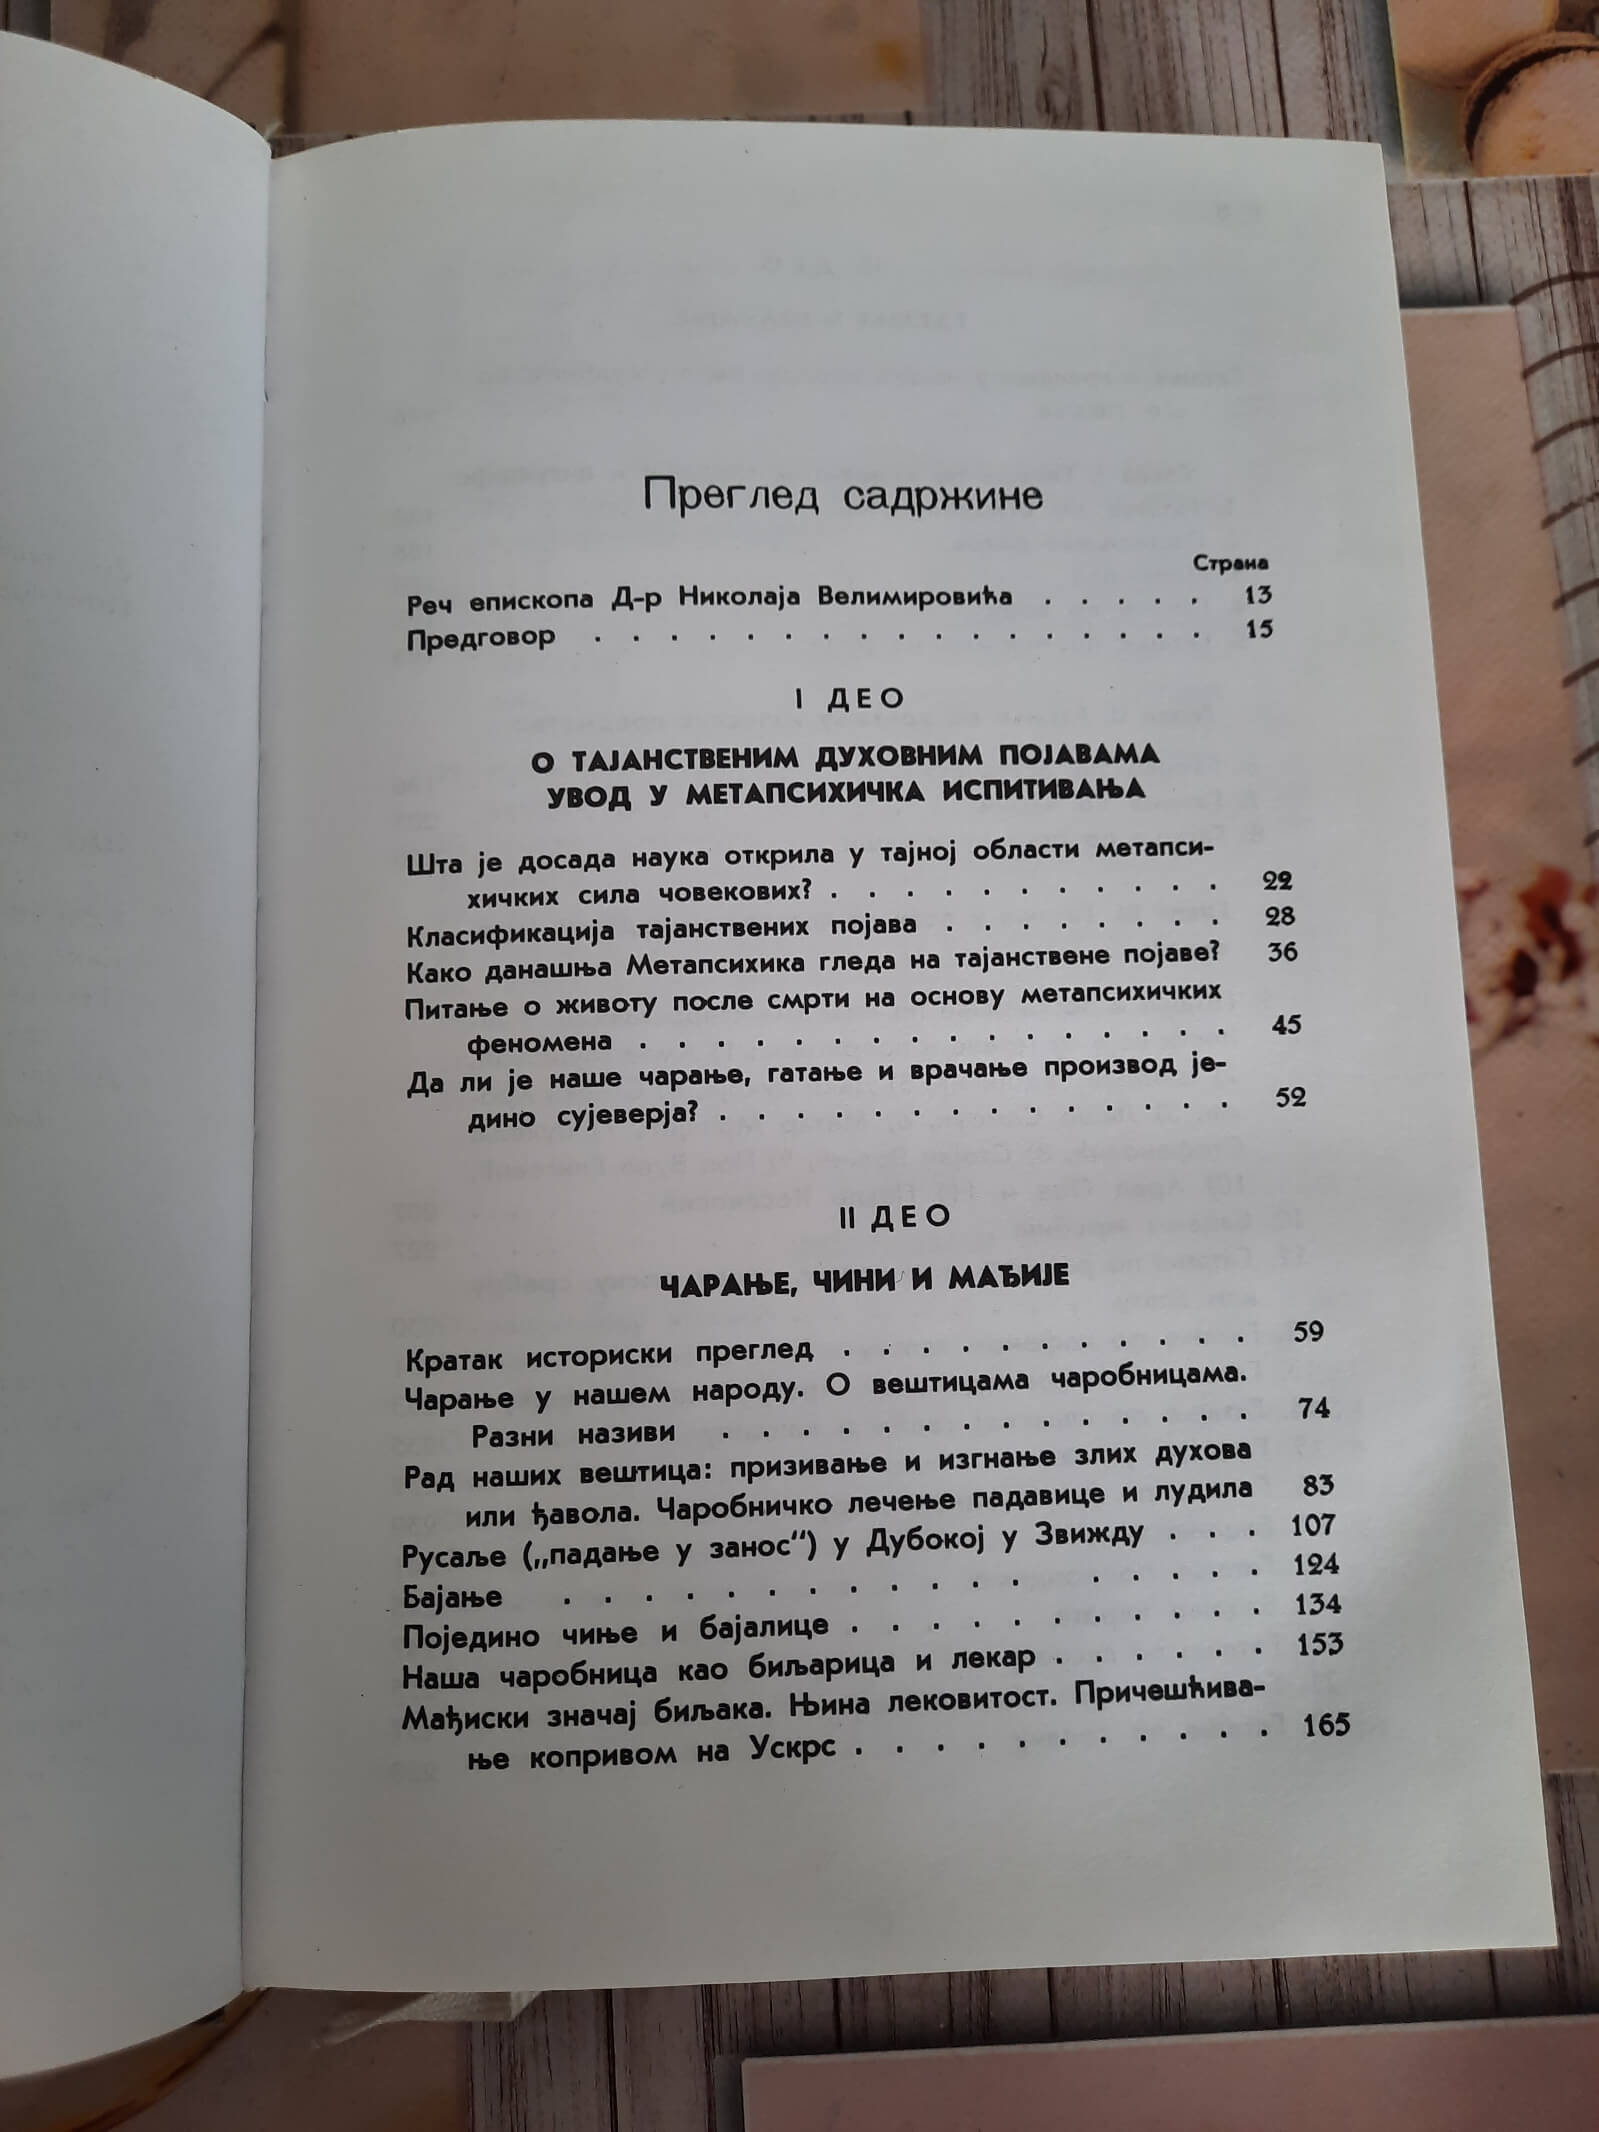 Преглед садржине
Страна
Реч епископа Д-р Николаја Велимировића . . . . . 13
Предговор . . . . . . . . . . . . . . . . . 15
I ДЕО
О ТАЈАНСТВЕНИМ ДУХОВНИМ ПОЈАВАМА
УВОД У МЕТАПСИХИЧКА ИСПИТИВАЊА
Шта је досада наука открила у тајној области метапси-
хичких сила човекових? . . . . . . . . . . . 22
Класификација тајанствених појава . . . . . . . . 28
Како данашња Метапсихика гледа на тајанствене појаве? 36
Питање о животу после смрти на основу метапсихичких
феномена . . . . . . . . . . . . . . . . 45
Да ли је наше чарање, гатање и врачање производ је-
дино сујеверја? . . . . . . . . . . . . . . 52
II ДЕО
ЧАРАЊЕ, ЧИНИ И МАЂИЈЕ
Кратак историски преглед . . . . . . . . . . . 59
Чарање у нашем народу. О вештицама чаробницама.
Разни називи . . . . . . . . . . . . . . 74
Рад наших вештица: призивање и изгнање злих духова
или ђавола. Чаробничко лечење падавице и лудила 83
Русаље („падање у занос“) у Дубокој у Звижду . . . 107
Бајање . . . . . . . . . . . . . . . . . 124
Поједино чиње и бајалице . . . . . . . . . . . 134
Наша чаробница као биљарица и лекар . . . . . . 153
Мађиски значај биљака. Њина лековитост. Причешћива-
ње копривом на Ускрс . . . . . . . . . . . 165